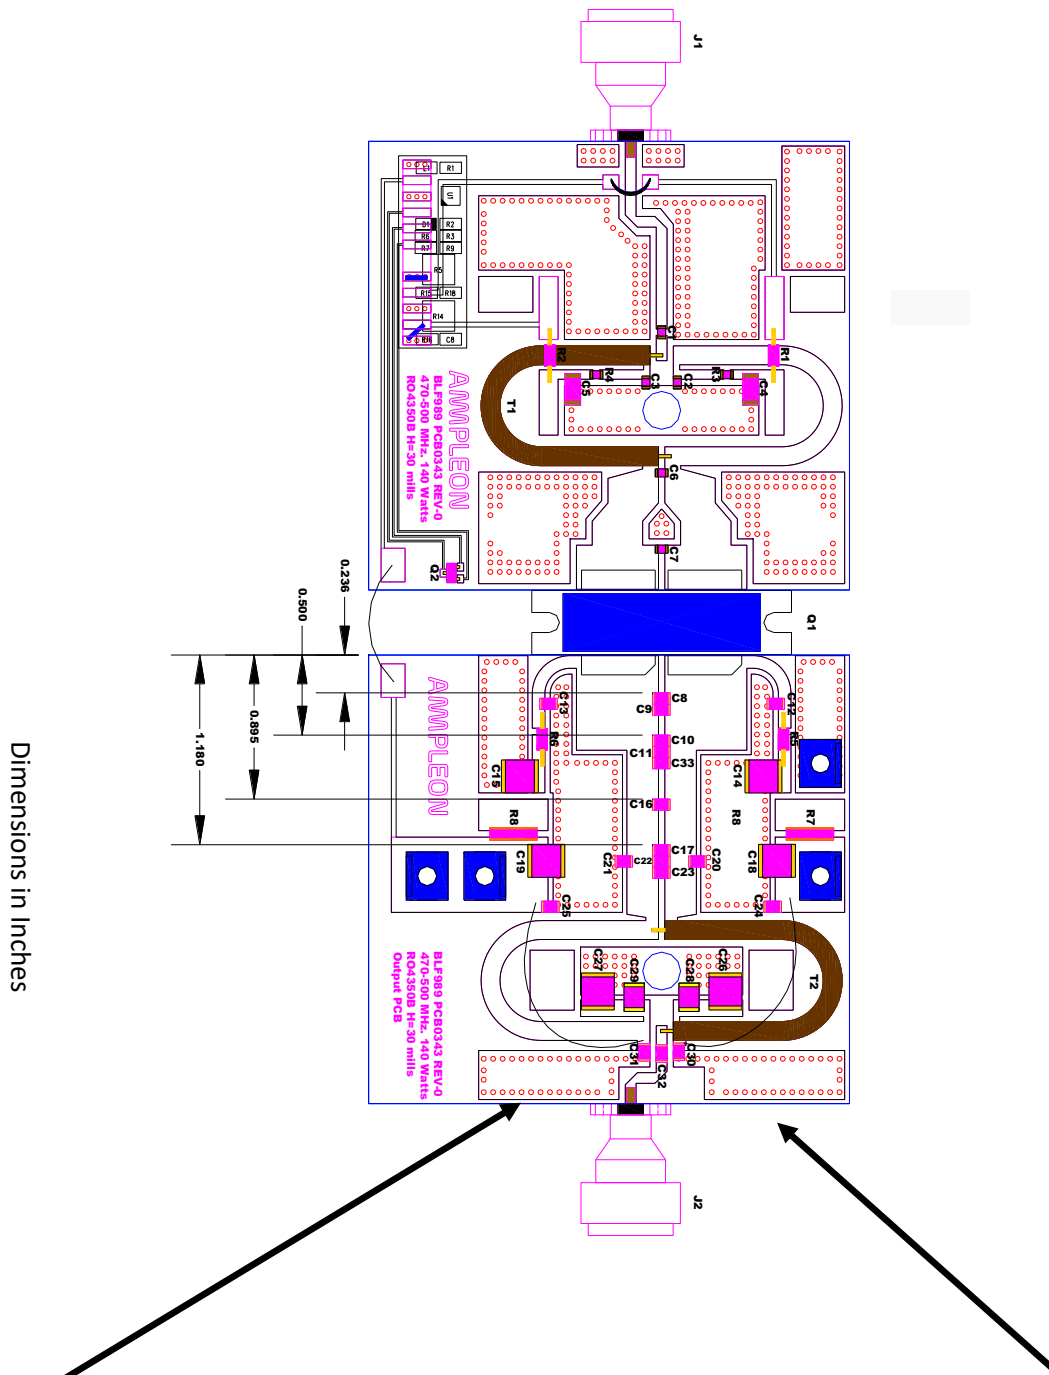 J1
R1
U1
D1
R2
R6
R3
R7
R9
R5
R15
R18
R14
R16
C8
C1
R2
R1
R4
C3
C2
R3
C5
C4
T1
AMPLEON
BLF989 PCB0343 REV-0
470-500 MHz. 140 Watts
RO4350B H=30 mills
C6
C7
Q2
Q1
0.236
0.500
0.895
1.180
Dimensions in Inches
AMPLEON
C13
C8
C9
C12
R6
C10
C11
C33
R5
C15
C14
C16
R8
R8
R7
C19
C21
C22
C17
C23
C20
C18
C25
C24
C27
C29
C28
C26
T2
C31
C32
C30
BLF989 PCB0343 REV-0
470-500 MHz. 140 Watts
RO4350B H=30 mills
Output PCB
J2